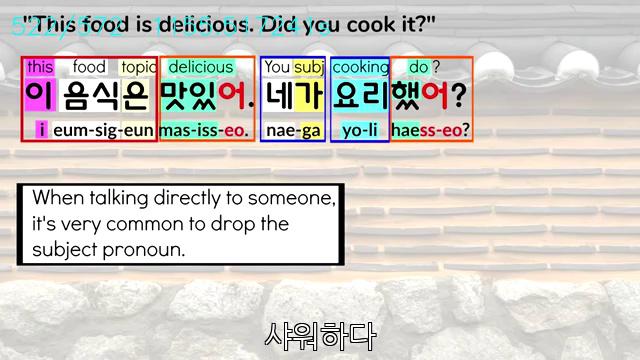 "This food is delicious. Did you cook it?"
this food topic delicious You subj cooking do ?
이 음식은 맛있어. 네가 요리했어?
i eum-sig-eun mas-iss-eo. nae-ga yo-li haess-eo?
When talking directly to someone,
it's very common to drop the
subject pronoun.
샤워하다